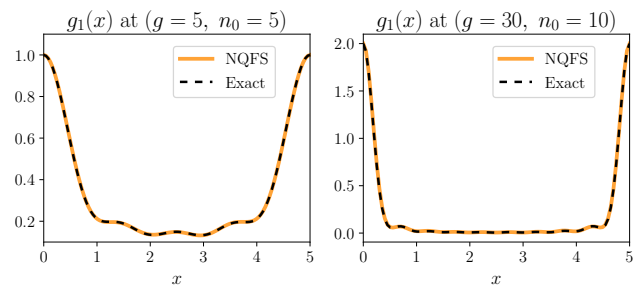 g₁(x) at (g = 5, n₀ = 5)
1.0
0.8
0.6
0.4
0.2
NQFS
Exact
0 1 2 3 4 5
x
g₁(x) at (g = 30, n₀ = 10)
2.0
1.5
1.0
0.5
0.0
NQFS
Exact
0 1 2 3 4 5
x